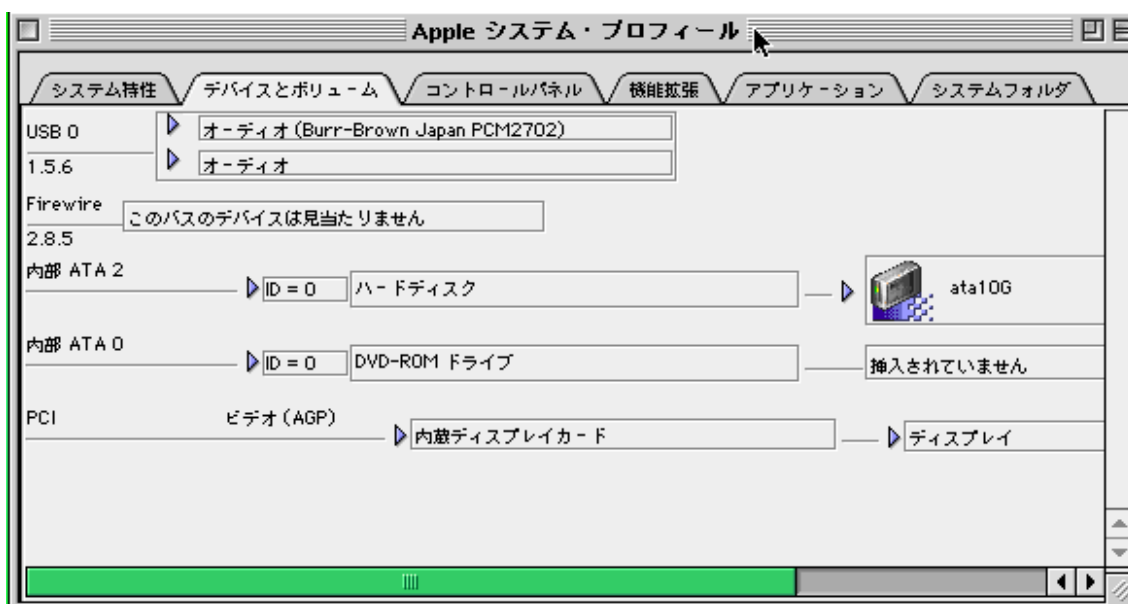 Apple システム・プロフィール
システム特性 デバイスとボリューム コントロールパネル 機能拡張 アプリケーション システムフォルダ
USB 0 オーディオ (Burr-Brown Japan PCM2702)
1.5.6 オーディオ
Firewire このバスのデバイスは見当たりません
2.8.5
内部 ATA 2 ID = 0 ハードディスク ata10G
内部 ATA 0 ID = 0 DVD-ROM ドライブ 挿入されていません
PCI ビデオ (AGP) 内蔵ディスプレイカード ディスプレイ